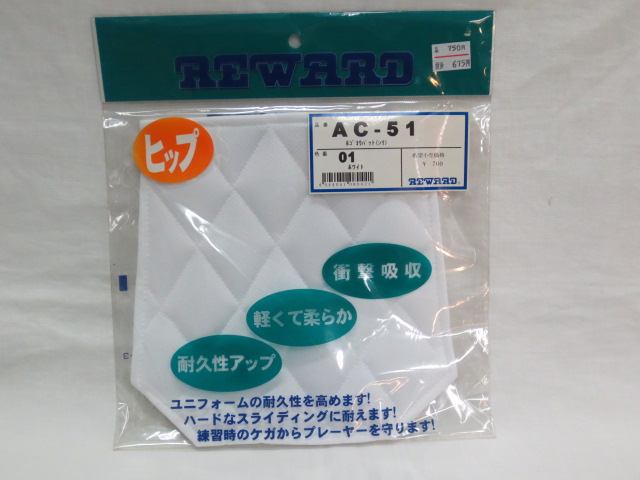 REWARD
品 750円
675円
ヒップ
品番 AC-51
01
ホワイト
REWARD
衝撃吸収
軽くて柔らか
耐久性アップ
ユニフォームの耐久性を高めます!
ハードなスライディングに耐えます!
練習時のケガからプレーヤーを守ります!